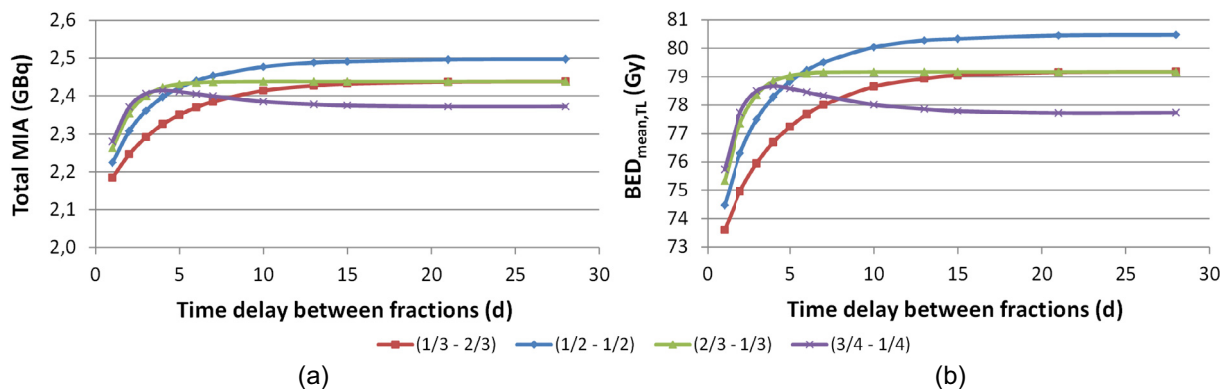 Total MIA (GBq)
2,6
2,5
2,4
2,3
2,2
2,1
2,0
0 5 10 15 20 25 30
Time delay between fractions (d)
BEDmean,TL (Gy)
81
80
79
78
77
76
75
74
73
0 5 10 15 20 25 30
Time delay between fractions (d)
(1/3 - 2/3) (1/2 - 1/2) (2/3 - 1/3) (3/4 - 1/4)
(a) (b)